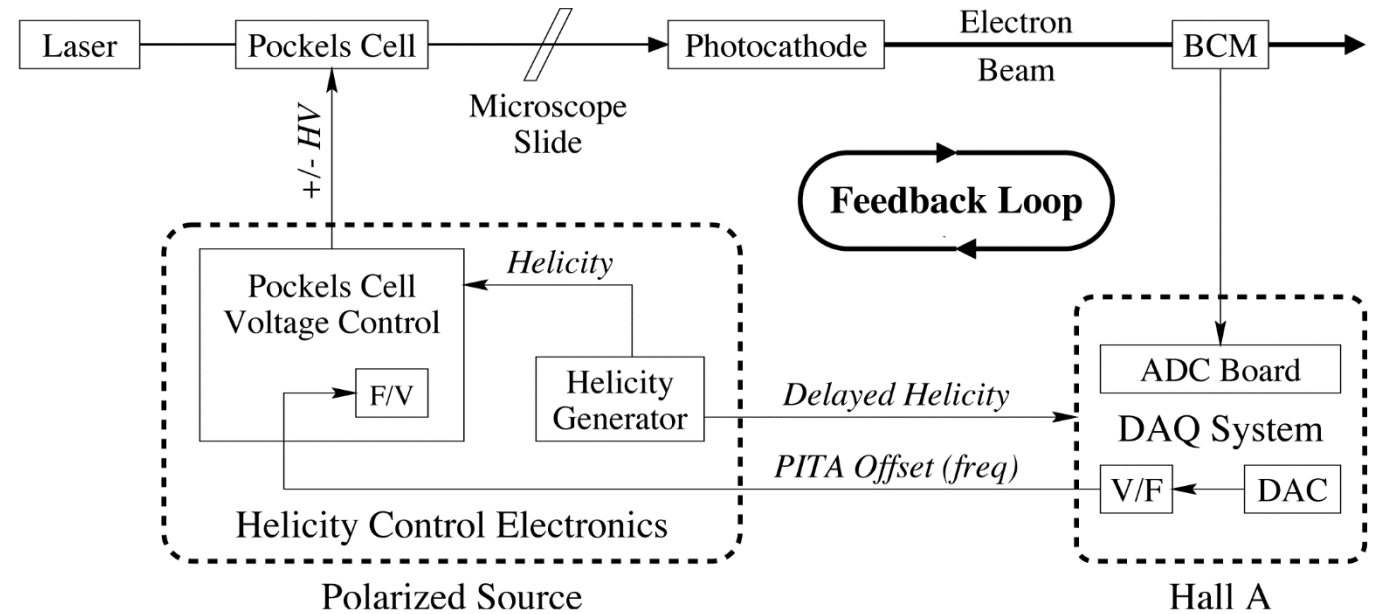 Laser
Pockels Cell
Microscope
Slide
Photocathode
Electron
Beam
BCM
+/- HV
Feedback Loop
Pockels Cell
Voltage Control
F/V
Helicity
Helicity
Generator
Delayed Helicity
PITA Offset (freq)
ADC Board
DAQ System
V/F
DAC
Helicity Control Electronics
Polarized Source
Hall A